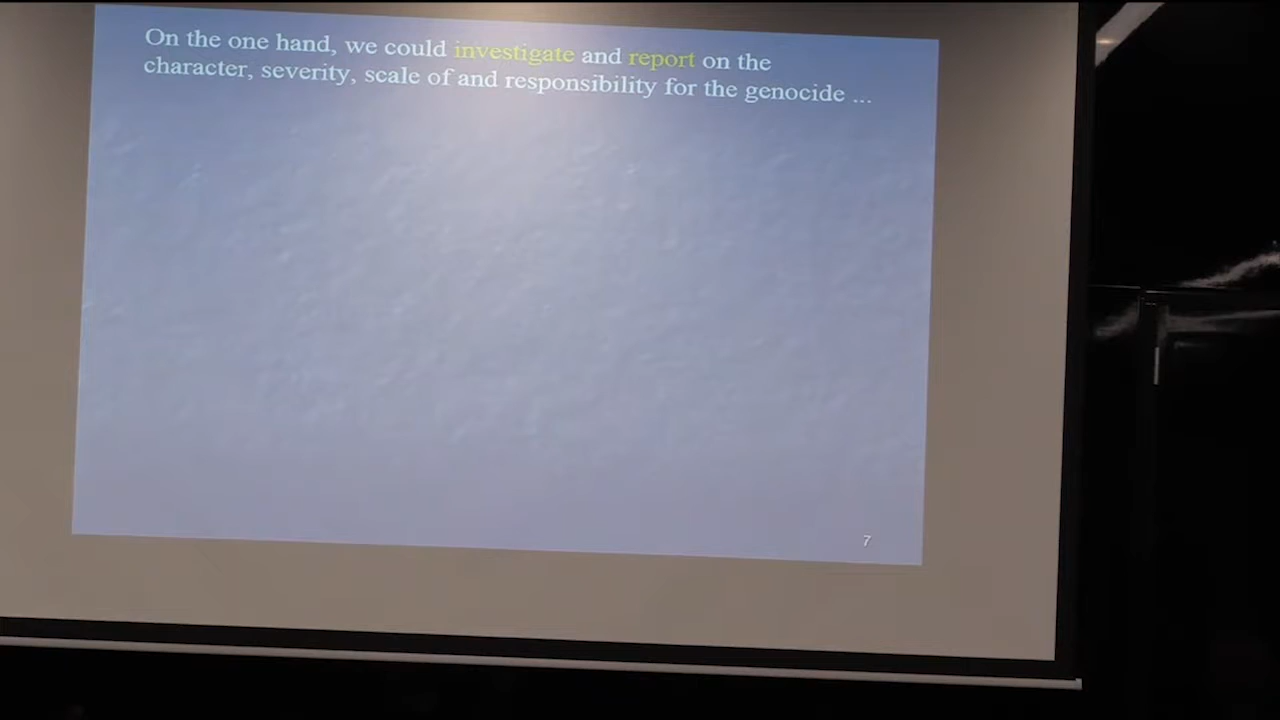 On the one hand, we could investigate and report on the
character, severity, scale of and responsibility for the genocide ...
7